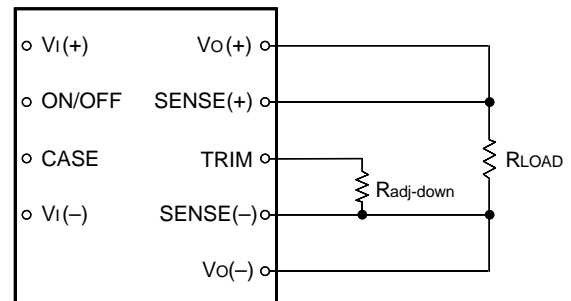 VI(+)
VO(+)
ON/OFF
SENSE(+)
CASE
TRIM
RLOAD
Radj-down
VI(–)
SENSE(–)
VO(–)